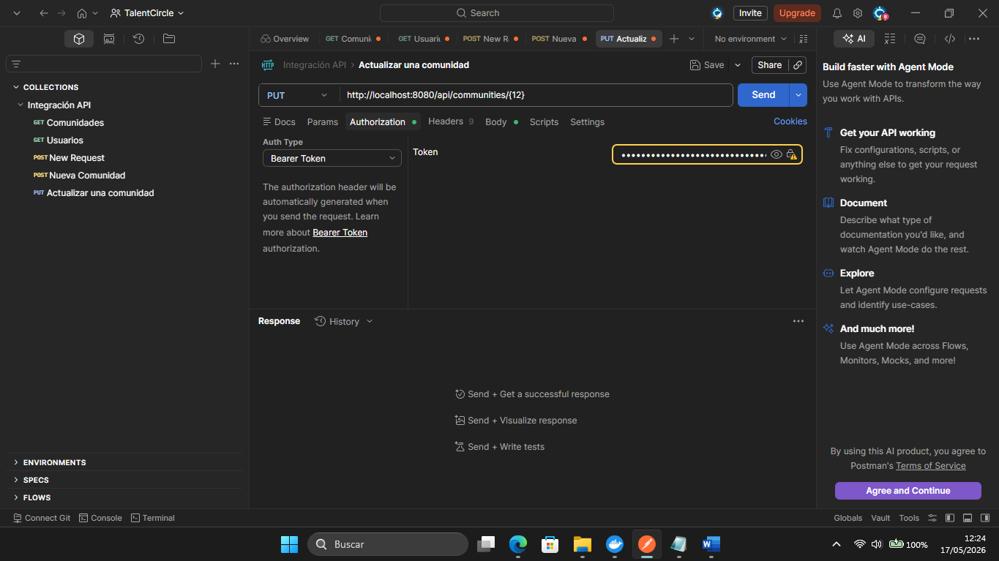 TalentCircle
Search
Invite
Upgrade
Overview
GET Comuni
GET Usuari
POST New R
POST Nueva
PUT Actualiz
No environment
AI
COLLECTIONS
Integración API
GET Comunidades
GET Usuarios
POST New Request
POST Nueva Comunidad
PUT Actualizar una comunidad
ENVIRONMENTS
SPECS
FLOWS
HTTP Integración API > Actualizar una comunidad
Save
Share
PUT
http://localhost:8080/api/communities/{12}
Send
Docs
Params
Authorization
Headers 9
Body
Scripts
Settings
Cookies
Auth Type
Bearer Token
The authorization header will be
automatically generated when
you send the request. Learn
more about Bearer Token
authorization.
Token
Response
History
Send + Get a successful response
Send + Visualize response
Send + Write tests
Build faster with Agent Mode
Use Agent Mode to transform the way
you work with APIs.
Get your API working
Fix configurations, scripts, or
anything else to get your request
working.
Document
Describe what type of
documentation you'd like, and
watch Agent Mode do the rest.
Explore
Let Agent Mode configure requests
and identify use-cases.
And much more!
Use Agent Mode across Flows,
Monitors, Mocks, and more!
By using this AI product, you agree to
Postman's Terms of Service
Agree and Continue
Connect Git
Console
Terminal
Globals
Vault
Tools
Buscar
100%
12:24
17/05/2026